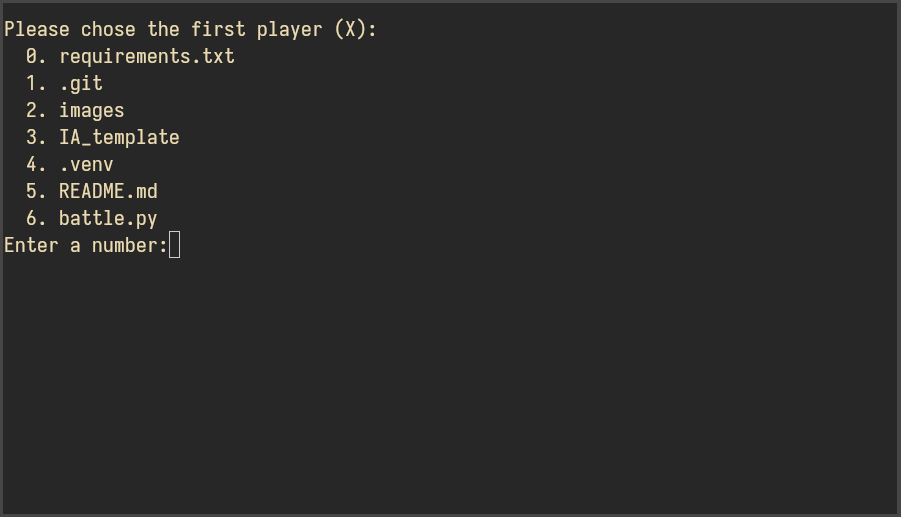 Please chose the first player (X):
0. requirements.txt
1. .git
2. images
3. IA_template
4. .venv
5. README.md
6. battle.py
Enter a number: